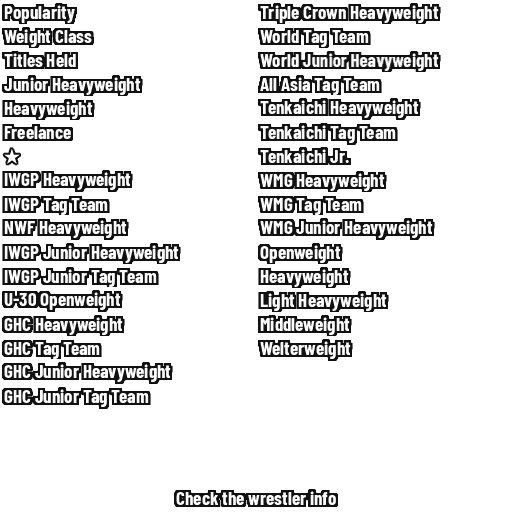 Popularity
Weight Class
Titles Held
Junior Heavyweight
Heavyweight
Freelance
★
IWGP Heavyweight
IWGP Tag Team
NWF Heavyweight
IWGP Junior Heavyweight
IWGP Junior Tag Team
U-30 Openweight
GHC Heavyweight
GHC Tag Team
GHC Junior Heavyweight
GHC Junior Tag Team
Triple Crown Heavyweight
World Tag Team
World Junior Heavyweight
All Asia Tag Team
Tenkaichi Heavyweight
Tenkaichi Tag Team
Tenkaichi Jr.
WMG Heavyweight
WMG Tag Team
WMG Junior Heavyweight
Openweight
Heavyweight
Light Heavyweight
Middleweight
Welterweight
Check the wrestler info